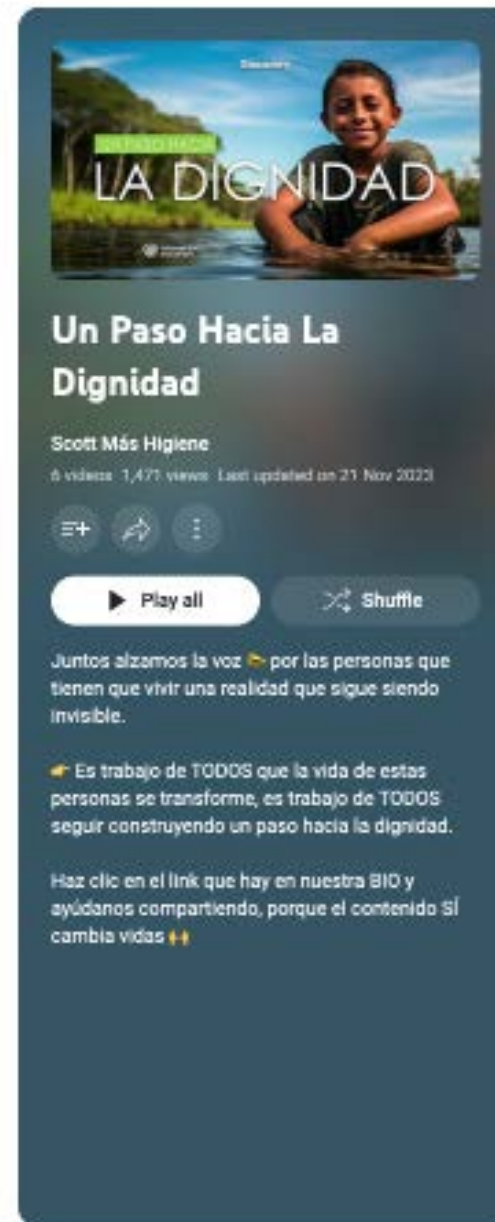 UN PASO HACIA
LA DIGNIDAD
Un Paso Hacia La
Dignidad
Scott Más Higiene
6 videos 1,471 views Last updated on 21 Nov 2023
Play all
Shuffle
Juntos alzamos la voz por las personas que
tienen que vivir una realidad que sigue siendo
invisible.
👉 Es trabajo de TODOS que la vida de estas
personas se transforme, es trabajo de TODOS
seguir construyendo un paso hacia la dignidad.
Haz clic en el link que hay en nuestra BIO y
ayúdanos compartiendo, porque el contenido SÍ
cambia vidas 🙌